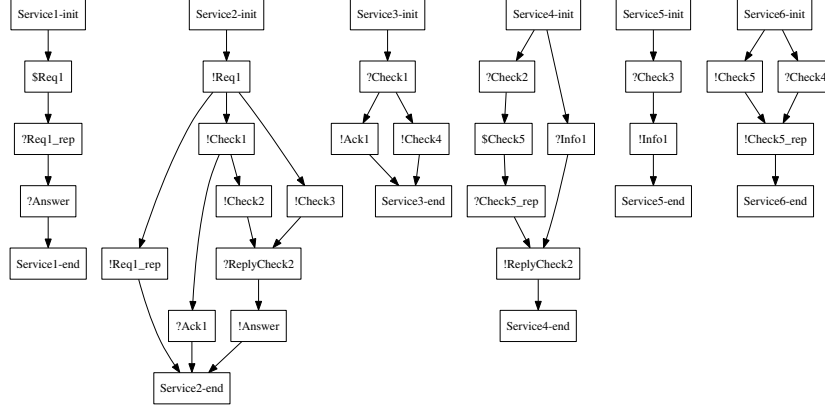 Service1-init
Service2-init
Service3-init
Service4-init
Service5-init
Service6-init
$Req1
!Req1
?Check1
?Check2
?Check3
!Check5
?Check4
?Req1_rep
!Check1
!Ack1
!Check4
$Check5
?Info1
!Info1
!Check5_rep
?Answer
!Check2
!Check3
Service3-end
?Check5_rep
Service5-end
Service6-end
Service1-end
!Req1_rep
?ReplyCheck2
!ReplyCheck2
?Ack1
!Answer
Service4-end
Service2-end